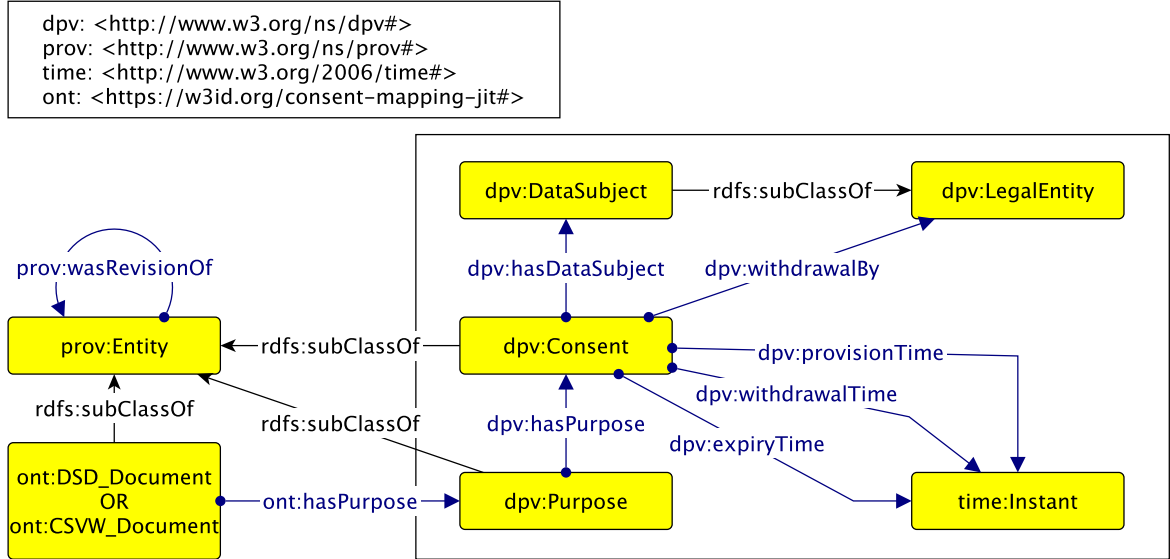 dpv: <http://www.w3.org/ns/dpv#>
prov: <http://www.w3.org/ns/prov#>
time: <http://www.w3.org/2006/time#>
ont: <https://w3id.org/consent-mapping-jit#>
dpv:DataSubject
rdfs:subClassOf
dpv:LegalEntity
prov:wasRevisionOf
dpv:hasDataSubject
dpv:withdrawalBy
prov:Entity
rdfs:subClassOf
dpv:Consent
dpv:provisionTime
dpv:withdrawalTime
rdfs:subClassOf
rdfs:subClassOf
dpv:hasPurpose
dpv:expiryTime
ont:DSD_Document
OR
ont:CSVW_Document
ont:hasPurpose
dpv:Purpose
time:Instant